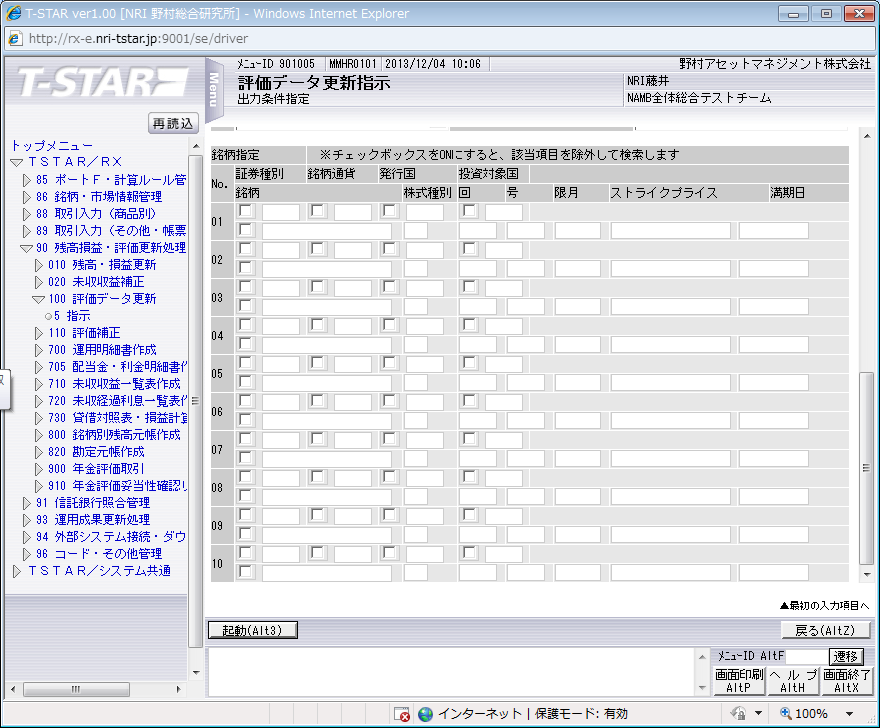 T-STAR ver1.00 [NRI 野村総合研究所] - Windows Internet Explorer
http://rx-e.nri-tstar.jp:9001/se/driver
T-STAR
Menu
ﾒﾆｭｰID 901005 MMHR0101 2013/12/04 10:06 野村アセットマネジメント株式会社
評価データ更新指示
出力条件指定
NRI藤井
NAMB全体総合テストチーム
再読込
トップメニュー
ＴＳＴＡＲ／ＲＸ
85 ポートＦ・計算ルール管
86 銘柄・市場情報管理
88 取引入力（商品別）
89 取引入力（その他・帳票
90 残高損益・評価更新処理
010 残高・損益更新
020 未収収益補正
100 評価データ更新
5 指示
110 評価補正
700 運用明細書作成
705 配当金・利金明細書作
710 未収収益一覧表作成
720 未収経過利息一覧表作
730 貸借対照表・損益計算
800 銘柄別残高元帳作成
820 勘定元帳作成
900 年金評価取引
910 年金評価妥当性確認リ
91 信託銀行照合管理
93 運用成果更新処理
94 外部システム接続・ダウ
96 コード・その他管理
ＴＳＴＡＲ／システム共通
銘柄指定 ※チェックボックスをONにすると、該当項目を除外して検索します
No. 証券種別 銘柄通貨 発行国 投資対象国
銘柄 株式種別 回 号 限月 ストライクプライス 満期日
01
02
03
04
05
06
07
08
09
10
▲最初の入力項目へ
起動(Alt3) 戻る(AltZ)
ﾒﾆｭｰID AltF 遷移
画面印刷 AltP
ヘ ル プ AltH
画面終了 AltX
インターネット | 保護モード: 有効
100%